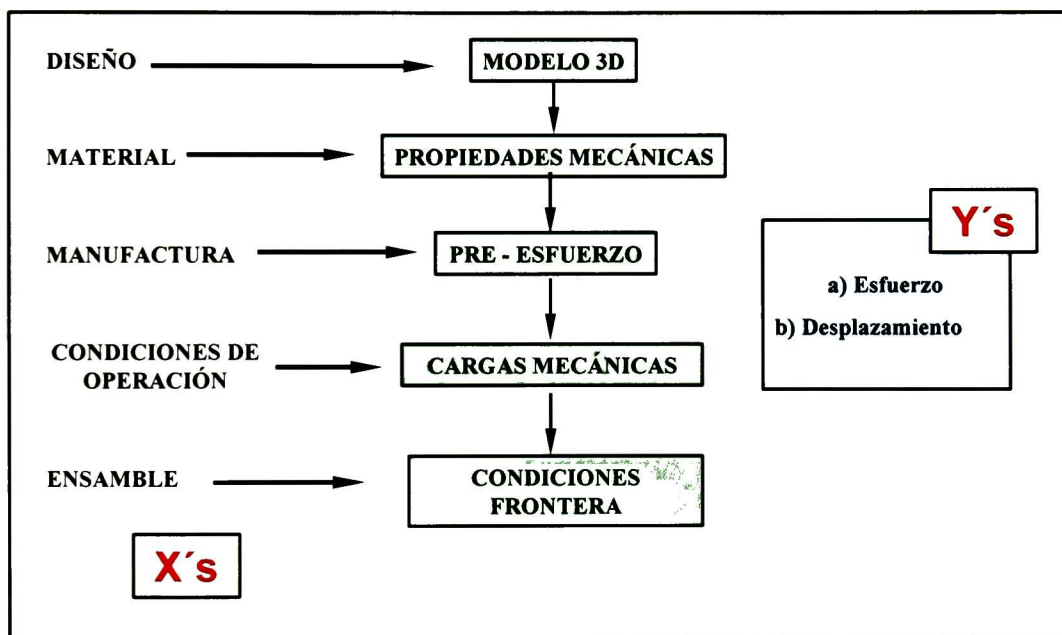 DISEÑO
MODELO 3D
MATERIAL
PROPIEDADES MECÁNICAS
MANUFACTURA
PRE - ESFUERZO
CONDICIONES DE
OPERACIÓN
CARGAS MECÁNICAS
ENSAMBLE
CONDICIONES
FRONTERA
X´s
Y´s
a) Esfuerzo
b) Desplazamiento